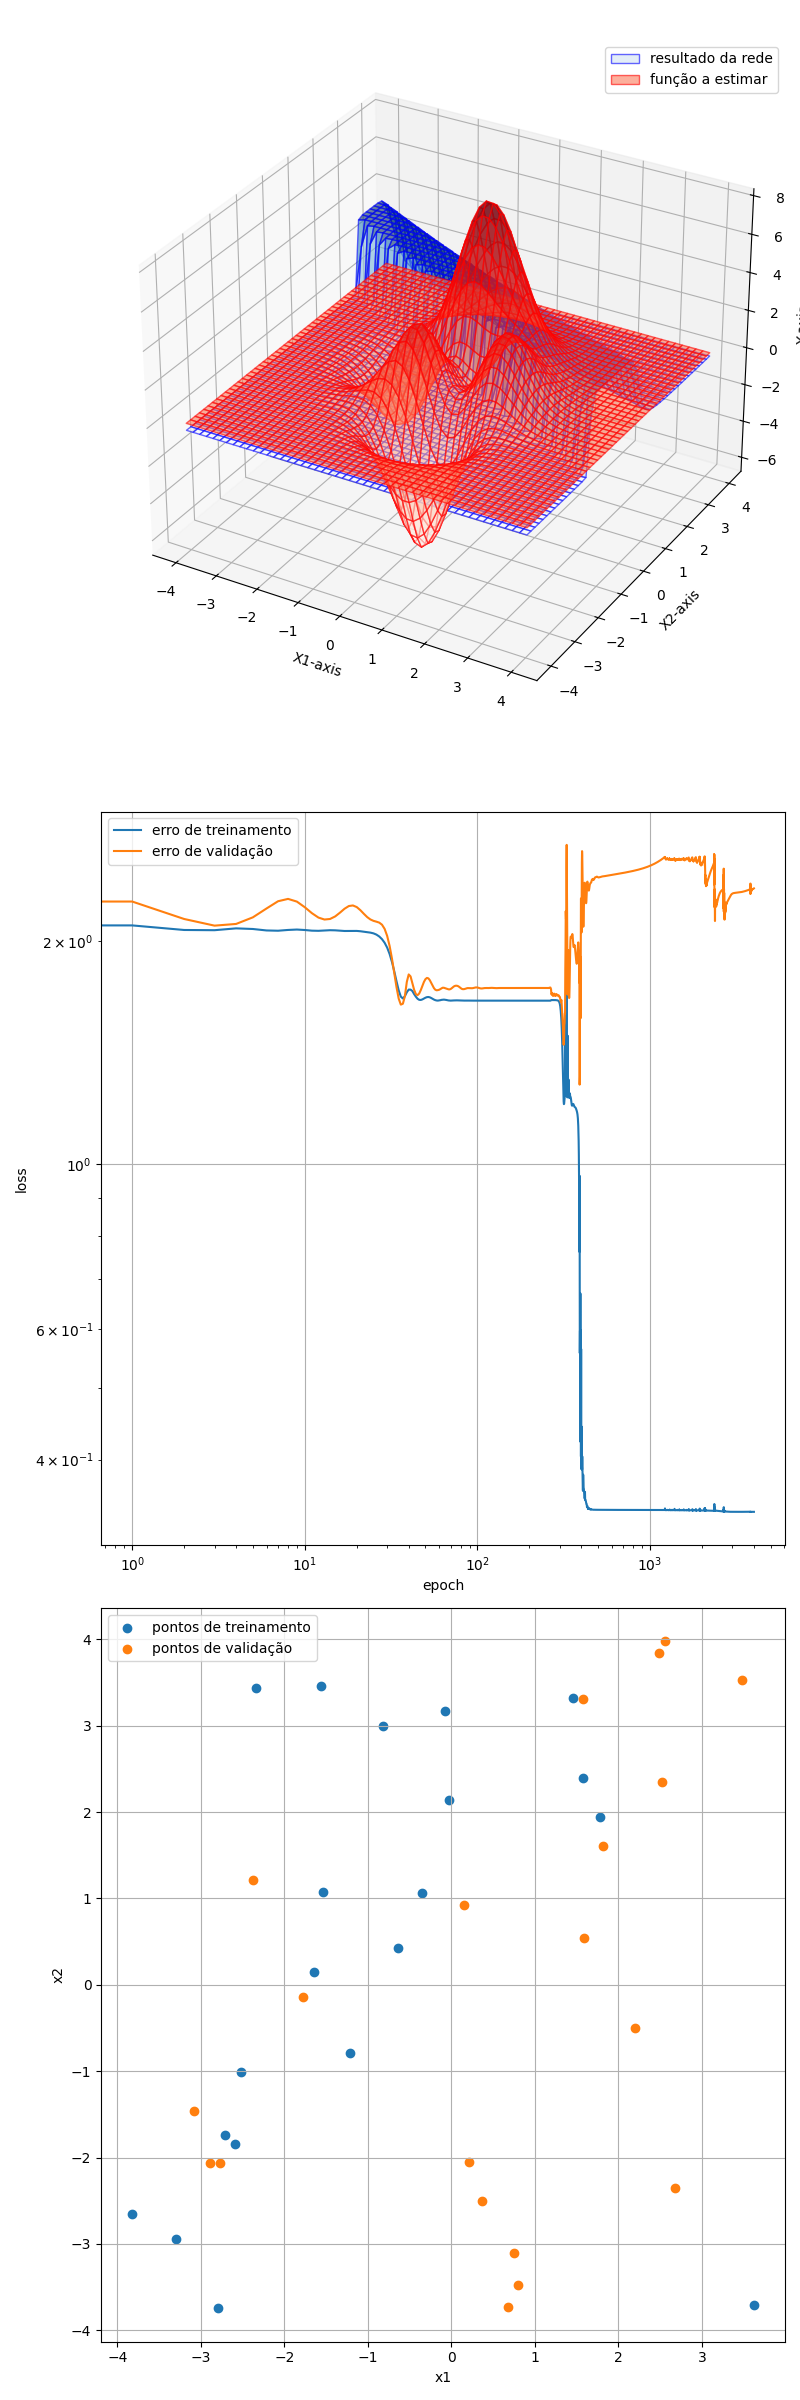 resultado da rede
função a estimar
8
6
4
2
0
−2
−4
−6
−4
−3
−2
−1
0
1
2
3
4
X1-axis
4
3
2
1
0
−1
−2
−3
−4
X2-axis
erro de treinamento
erro de validação
2 × 10⁰
10⁰
6 × 10⁻¹
4 × 10⁻¹
loss
10⁰ 10¹ 10² 10³
epoch
pontos de treinamento
pontos de validação
4
3
2
1
0
−1
−2
−3
−4
x2
−4 −3 −2 −1 0 1 2 3
x1